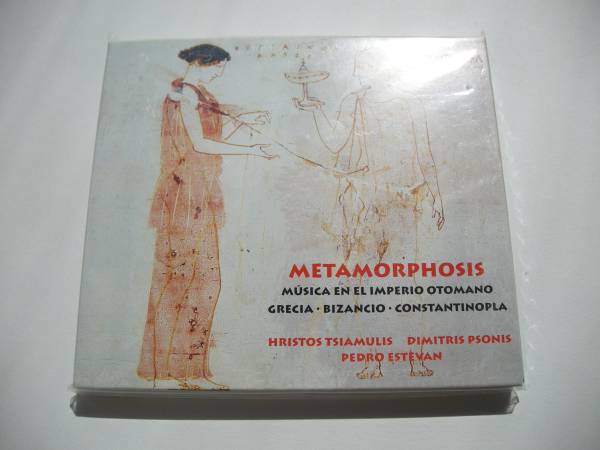 METAMORPHOSIS
MÚSICA EN EL IMPERIO OTOMANO
GRECIA · BIZANCIO · CONSTANTINOPLA
HRISTOS TSIAMULIS DIMITRIS PSONIS
PEDRO ESTEVAN